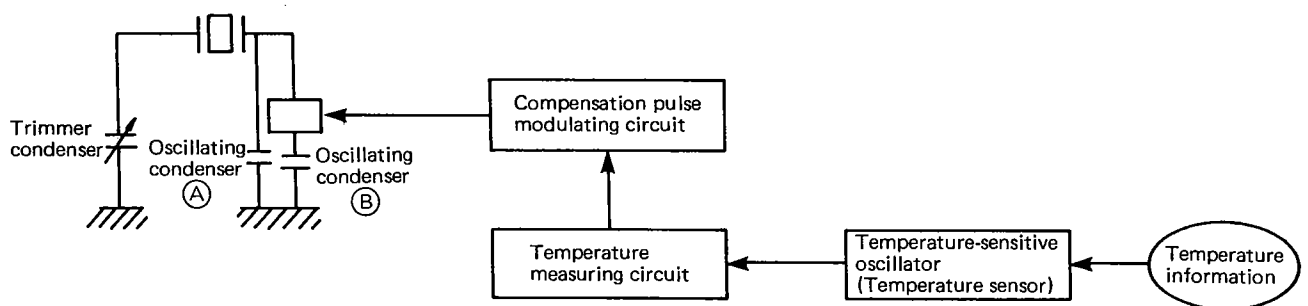 Trimmer
condenser
Oscillating
condenser
A
Oscillating
condenser
B
Compensation pulse
modulating circuit
Temperature
measuring circuit
Temperature-sensitive
oscillator
(Temperature sensor)
Temperature
information